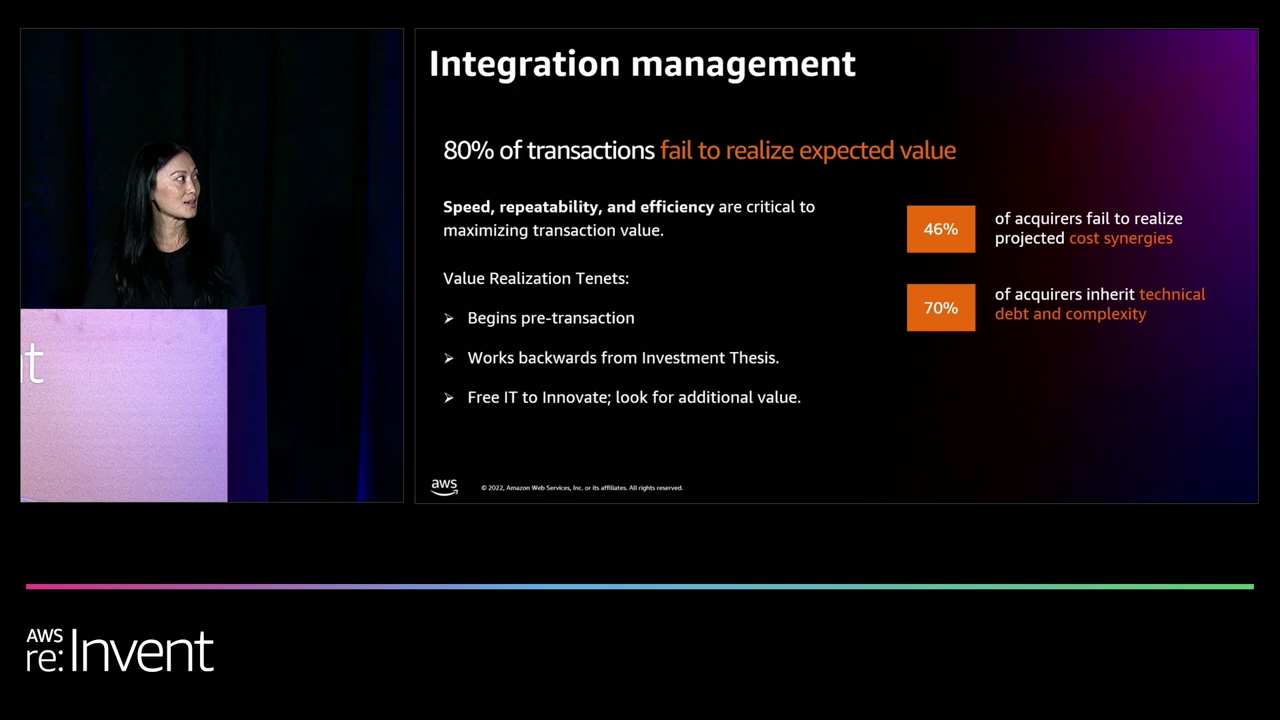 t
Integration management
80% of transactions fail to realize expected value
Speed, repeatability, and efficiency are critical to
maximizing transaction value.
Value Realization Tenets:
➢ Begins pre-transaction
➢ Works backwards from Investment Thesis.
➢ Free IT to Innovate; look for additional value.
46%
of acquirers fail to realize
projected cost synergies
70%
of acquirers inherit technical
debt and complexity
aws
© 2022, Amazon Web Services, Inc. or its affiliates. All rights reserved.
AWS
re:Invent